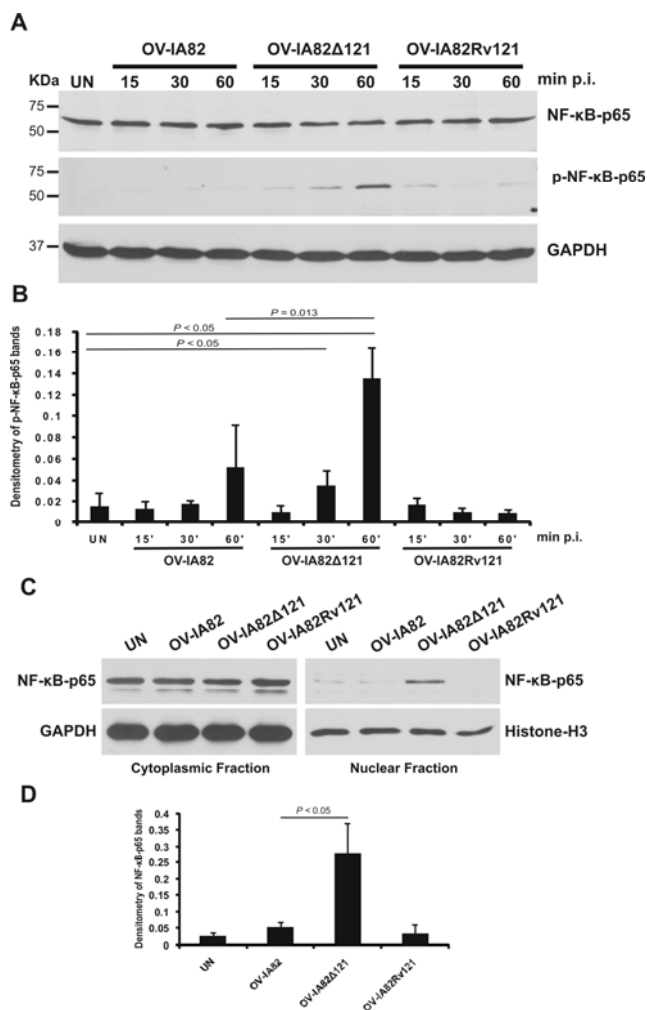 A
OV-IA82 OV-IA82Δ121 OV-IA82Rv121
KDa UN 15 30 60 15 30 60 15 30 60 min p.i.
75
50
NF-κB-p65
75
50
p-NF-κB-p65
37
GAPDH
B
P = 0.013
P < 0.05
P < 0.05
Densitometry of p-NF-κB-p65 bands
0.18
0.16
0.14
0.12
0.10
0.08
0.06
0.04
0.02
0
UN 15' 30' 60' 15' 30' 60' 15' 30' 60' min p.i.
OV-IA82 OV-IA82Δ121 OV-IA82Rv121
C
UN OV-IA82 OV-IA82Δ121 OV-IA82Rv121 UN OV-IA82 OV-IA82Δ121 OV-IA82Rv121
NF-κB-p65 NF-κB-p65
GAPDH Histone-H3
Cytoplasmic Fraction Nuclear Fraction
D
P < 0.05
Densitometry of NF-κB-p65 bands
0.4
0.35
0.3
0.25
0.2
0.15
0.1
0.05
0
UN OV-IA82 OV-IA82Δ121 OV-IA82Rv121